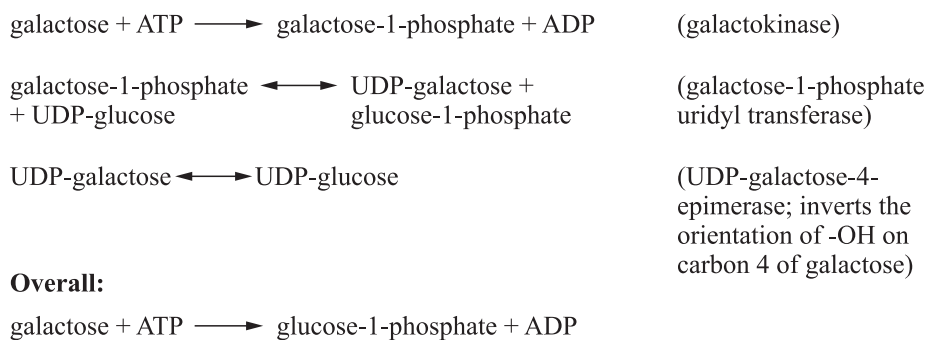 galactose + ATP ⟶ galactose-1-phosphate + ADP (galactokinase)
galactose-1-phosphate ⟷ UDP-galactose + (galactose-1-phosphate
+ UDP-glucose glucose-1-phosphate uridyl transferase)
UDP-galactose ⟷ UDP-glucose (UDP-galactose-4-
epimerase; inverts the
orientation of -OH on
carbon 4 of galactose)
Overall:
galactose + ATP ⟶ glucose-1-phosphate + ADP